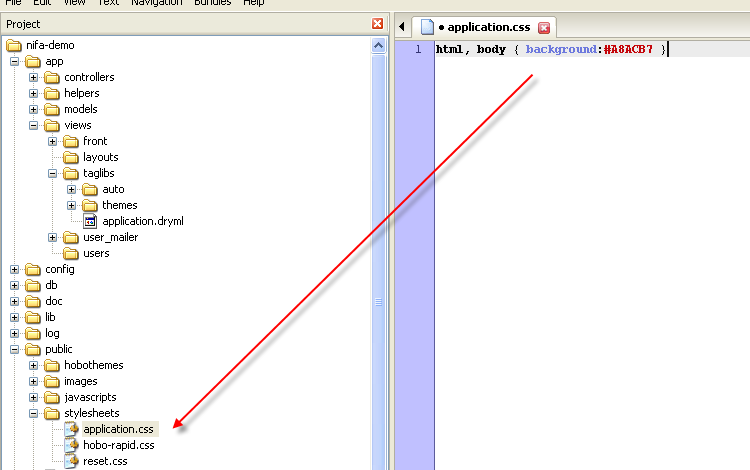 File Edit View Text Navigation Bundles Help
Project
nifa-demo
app
controllers
helpers
models
views
front
layouts
taglibs
auto
themes
application.dryml
user_mailer
users
config
db
doc
lib
log
public
hobothemes
images
javascripts
stylesheets
application.css
hobo-rapid.css
reset.css
• application.css
1 html, body { background:#A8ACB7 }